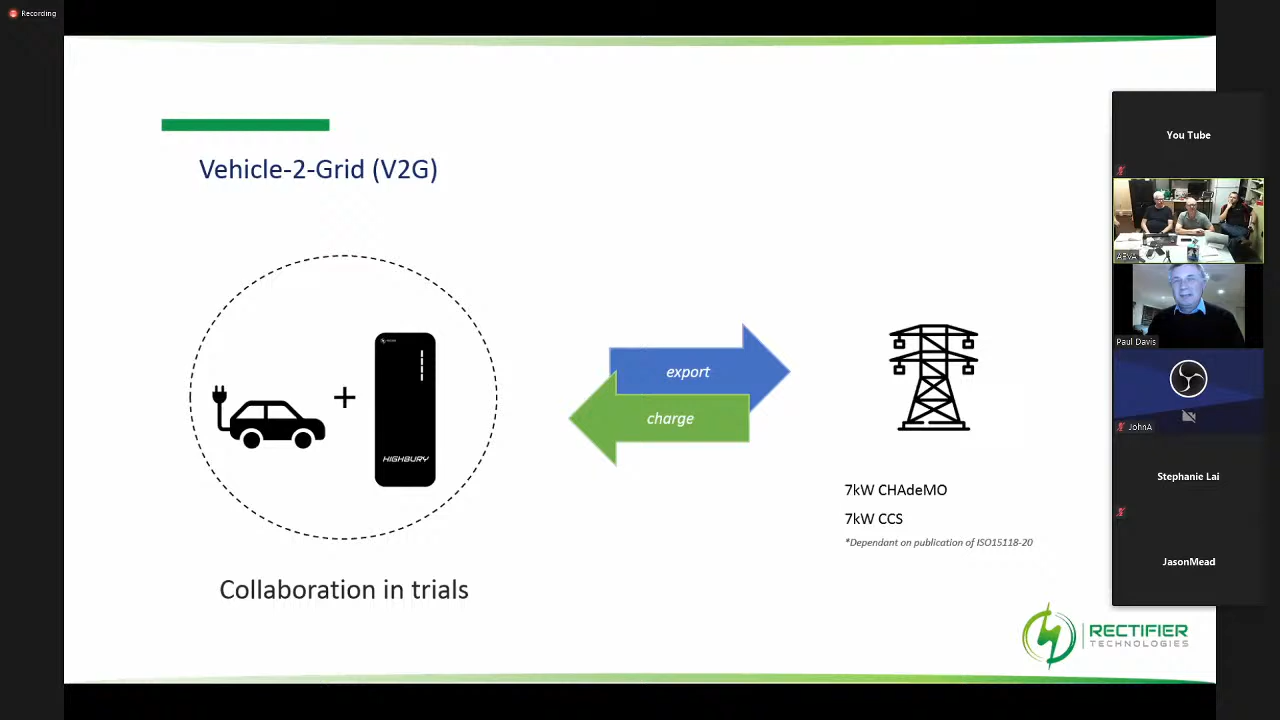 Recording
Vehicle-2-Grid (V2G)
HIGHBURY
Collaboration in trials
export
charge
7kW CHAdeMO
7kW CCS
*Dependant on publication of ISO15118-20
RECTIFIER
TECHNOLOGIES
You Tube
AEVA
Paul Davis
JohnA
Stephanie Lai
JasonMead